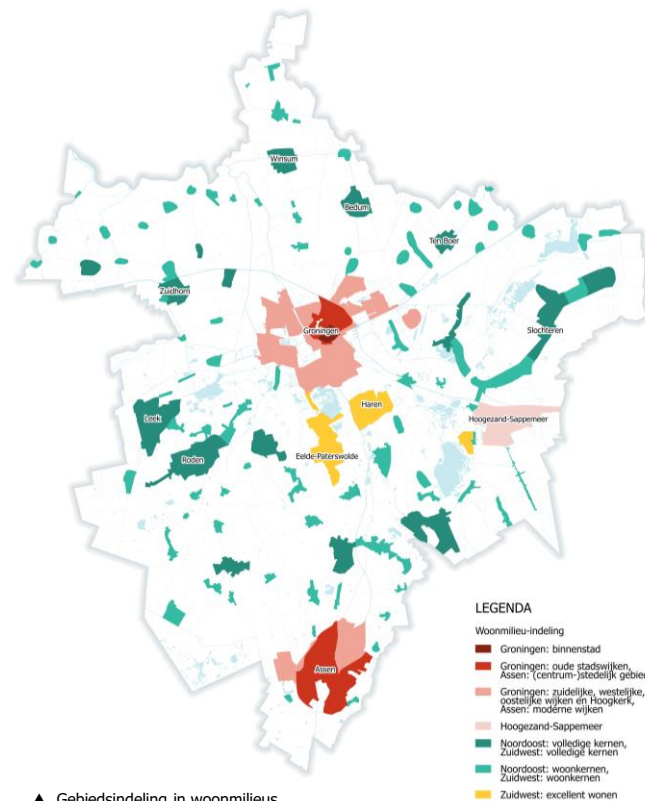 Winsum
Bedum
Ten Boer
Zuidhorn
Groningen
Slochteren
Leek
Haren
Hoogezand-Sappemeer
Roden
Eelde-Paterswolde
Assen
LEGENDA
Woonmilieu-indeling
Groningen: binnenstad
Groningen: oude stadswijken,
Assen: (centrum-)stedelijk gebied
Groningen: zuidelijke, westelijke,
oostelijke wijken en Hoogkerk,
Assen: moderne wijken
Hoogezand-Sappemeer
Noordoost: volledige kernen,
Zuidwest: volledige kernen
Noordoost: woonkernen,
Zuidwest: woonkernen
Zuidwest: excellent wonen
▲ Gebiedsindeling in woonmilieus